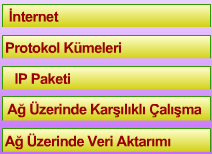 İnternet
Protokol Kümeleri
IP Paketi
Ağ Üzerinde Karşılıklı Çalışma
Ağ Üzerinde Veri Aktarımı